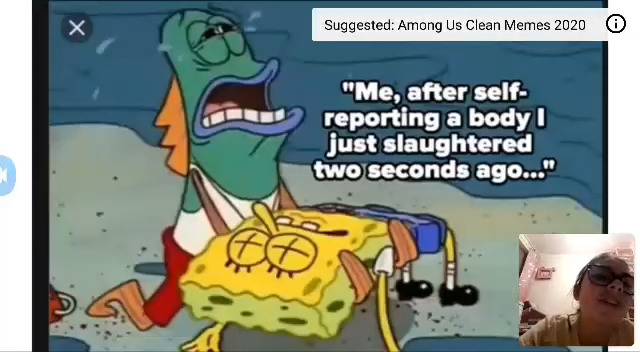 Suggested: Among Us Clean Memes 2020
"Me, after self-
reporting a body I
just slaughtered
two seconds ago..."